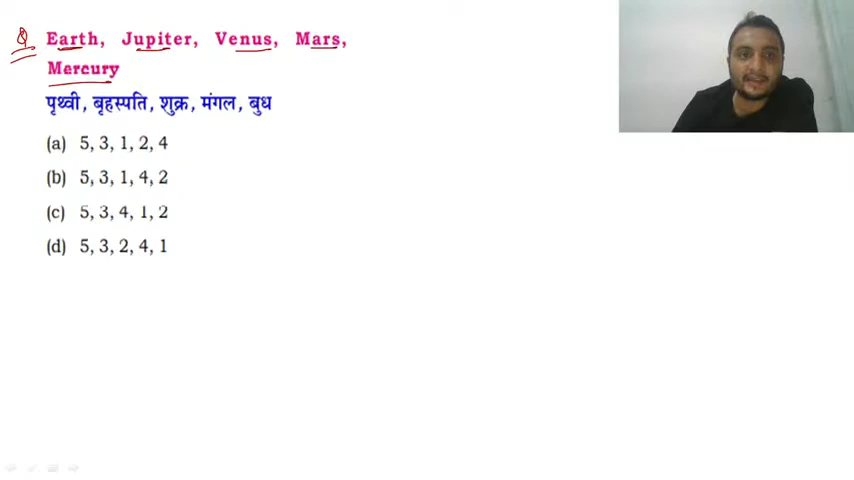 Q Earth, Jupiter, Venus, Mars,
Mercury
पृथ्वी, बृहस्पति, शुक्र, मंगल, बुध
(a) 5, 3, 1, 2, 4
(b) 5, 3, 1, 4, 2
(c) 5, 3, 4, 1, 2
(d) 5, 3, 2, 4, 1